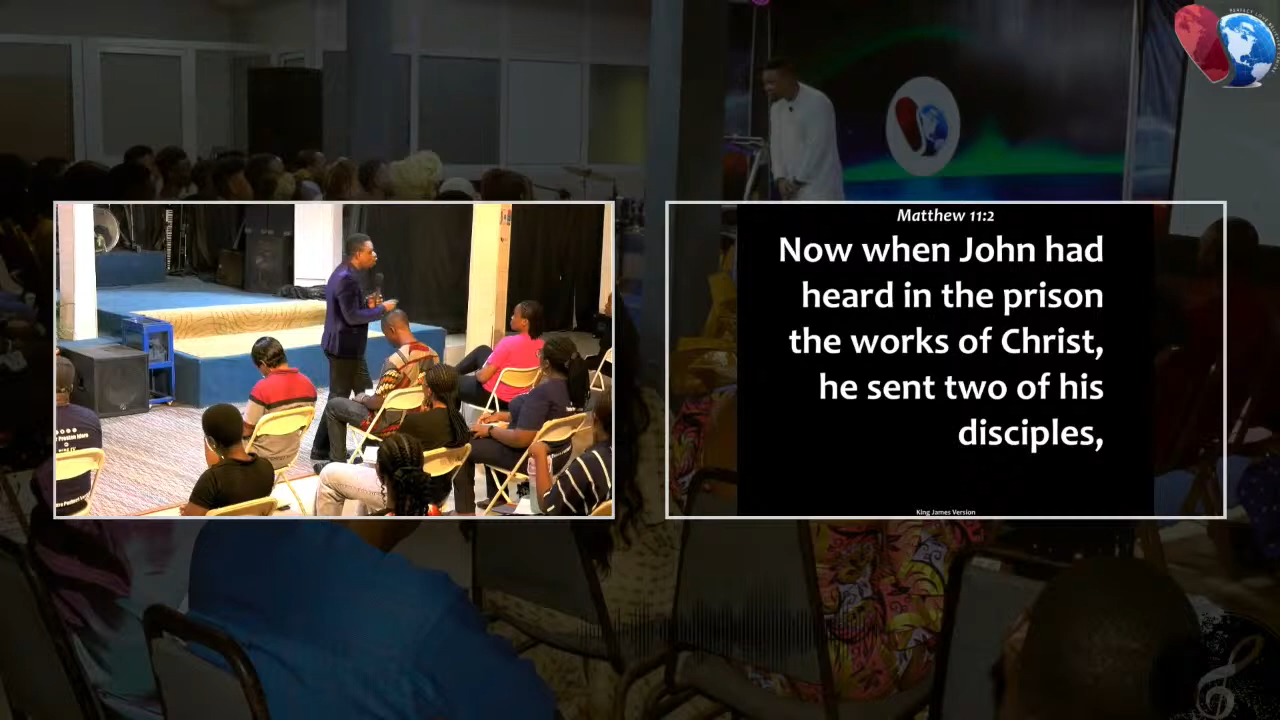 Matthew 11:2
Now when John had
heard in the prison
the works of Christ,
he sent two of his
disciples,
King James Version